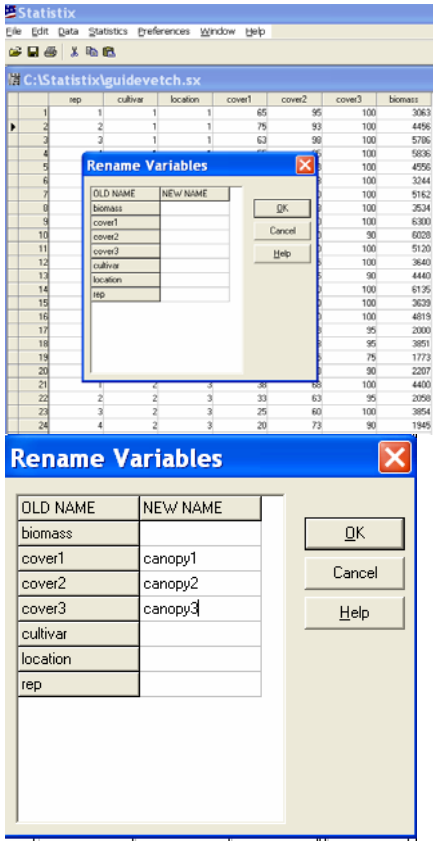 Statistix
File Edit Data Statistics Preferences Window Help
C:\Statistix\guidevetch.sx
rep cultivar location cover1 cover2 cover3 biomass
1 1 1 1 65 95 100 3063
2 2 1 1 75 93 100 4456
3 3 1 1 63 98 100 5786
4 100 5836
Rename Variables
5 100 4556
6 100 3244
OLD NAME NEW NAME
7 100 5162
biomass
OK
8 100 3534
cover1
9 100 6300
cover2
Cancel
10 90 6028
cover3
Help
11 100 5120
cultivar
12 100 3640
location
13 90 4440
rep
14 100 6135
15 100 3639
16 100 4819
17 95 2000
18 95 3851
19 75 1773
20 90 2207
21 1 2 3 38 68 100 4400
22 2 2 3 33 63 95 2058
23 3 2 3 25 60 100 3854
24 4 2 3 20 73 90 1945
Rename Variables
OLD NAME NEW NAME
biomass
OK
cover1 canopy1
Cancel
cover2 canopy2
cover3 canopy3
Help
cultivar
location
rep